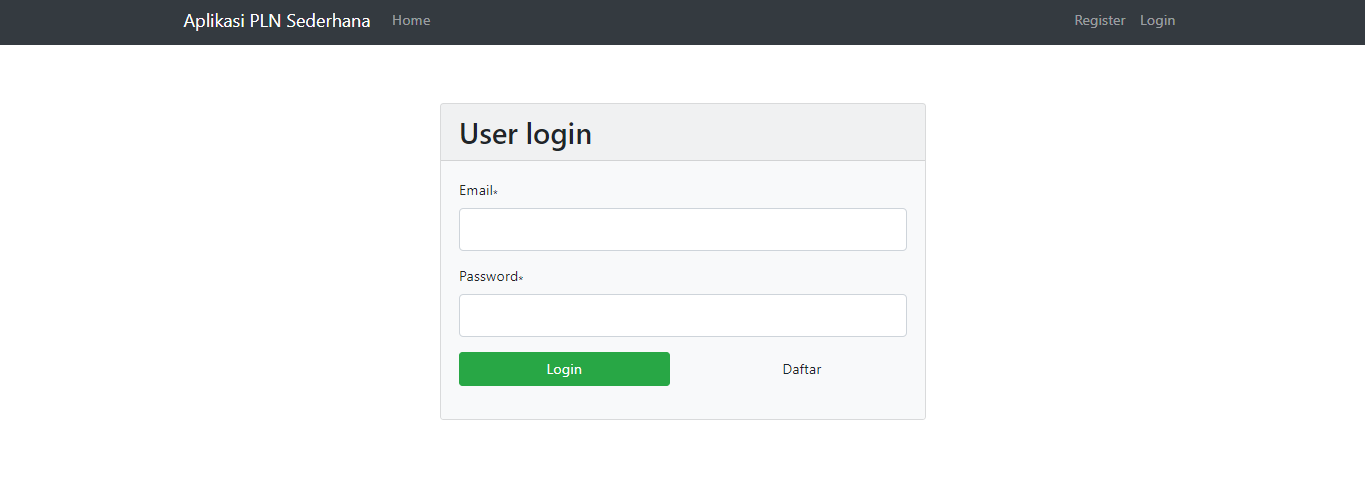 Aplikasi PLN Sederhana Home Register Login
User login
Email*
Password*
Login Daftar